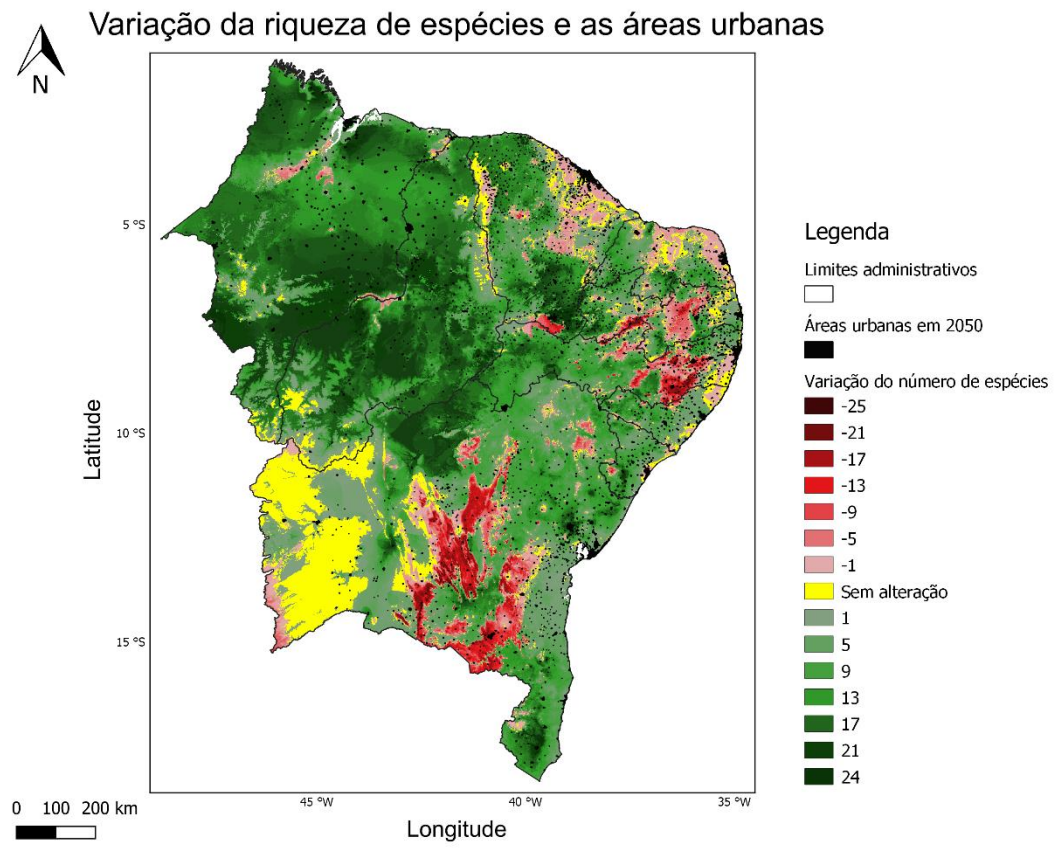 Variação da riqueza de espécies e as áreas urbanas
N
5 °S
10 °S
15 °S
Latitude
45 °W
40 °W
35 °W
Longitude
0 100 200 km
Legenda
Limites administrativos
Áreas urbanas em 2050
Variação do número de espécies
-25
-21
-17
-13
-9
-5
-1
Sem alteração
1
5
9
13
17
21
24